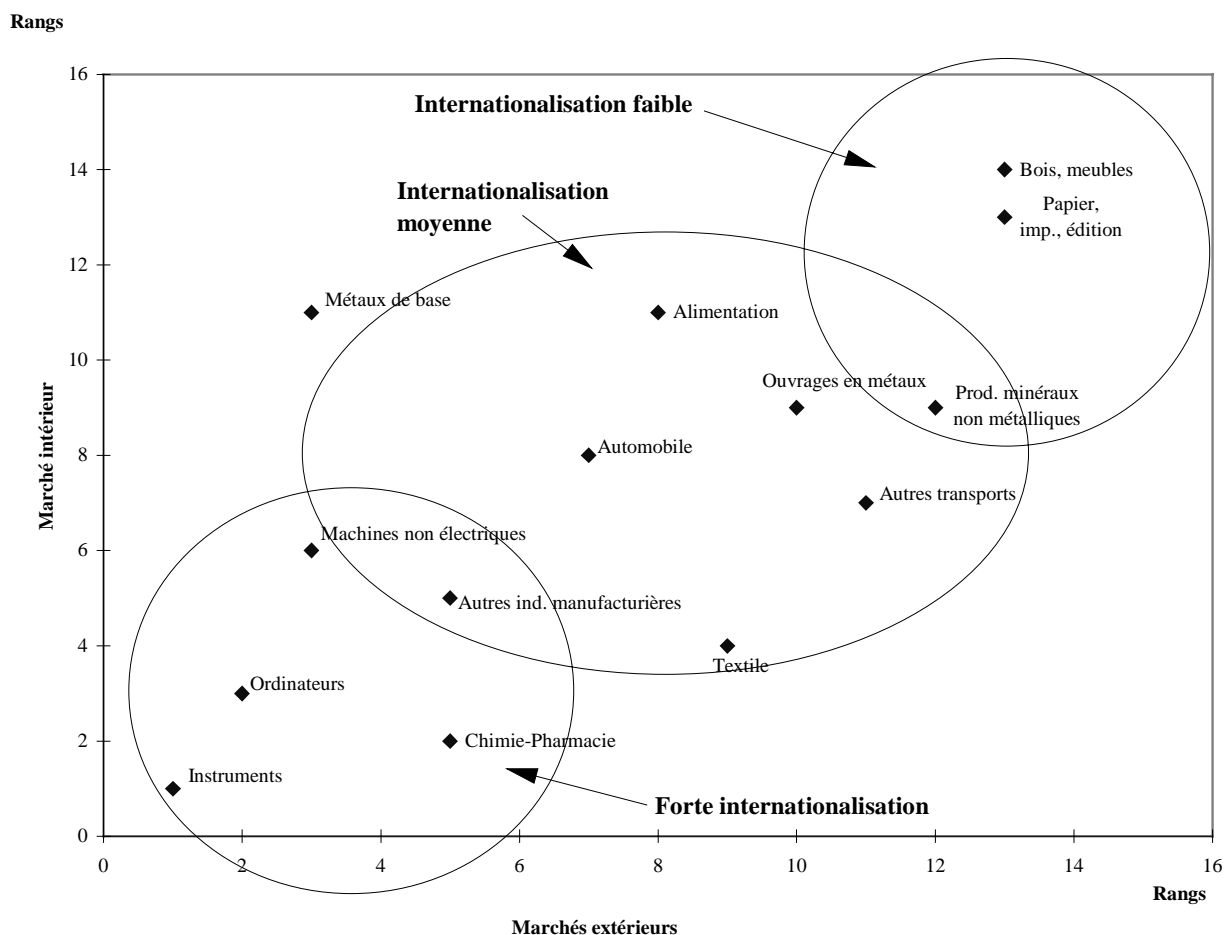 Rangs
16
Internationalisation faible
14
Bois, meubles
Internationalisation
moyenne
Papier,
imp., édition
12
Métaux de base
Alimentation
10
Ouvrages en métaux
Prod. minéraux
non métalliques
Marché intérieur
8
Automobile
Autres transports
Machines non électriques
6
Autres ind. manufacturières
4
Textile
Ordinateurs
2
Chimie-Pharmacie
Instruments
Forte internationalisation
0
0 2 4 6 8 10 12 14 16
Rangs
Marchés extérieurs